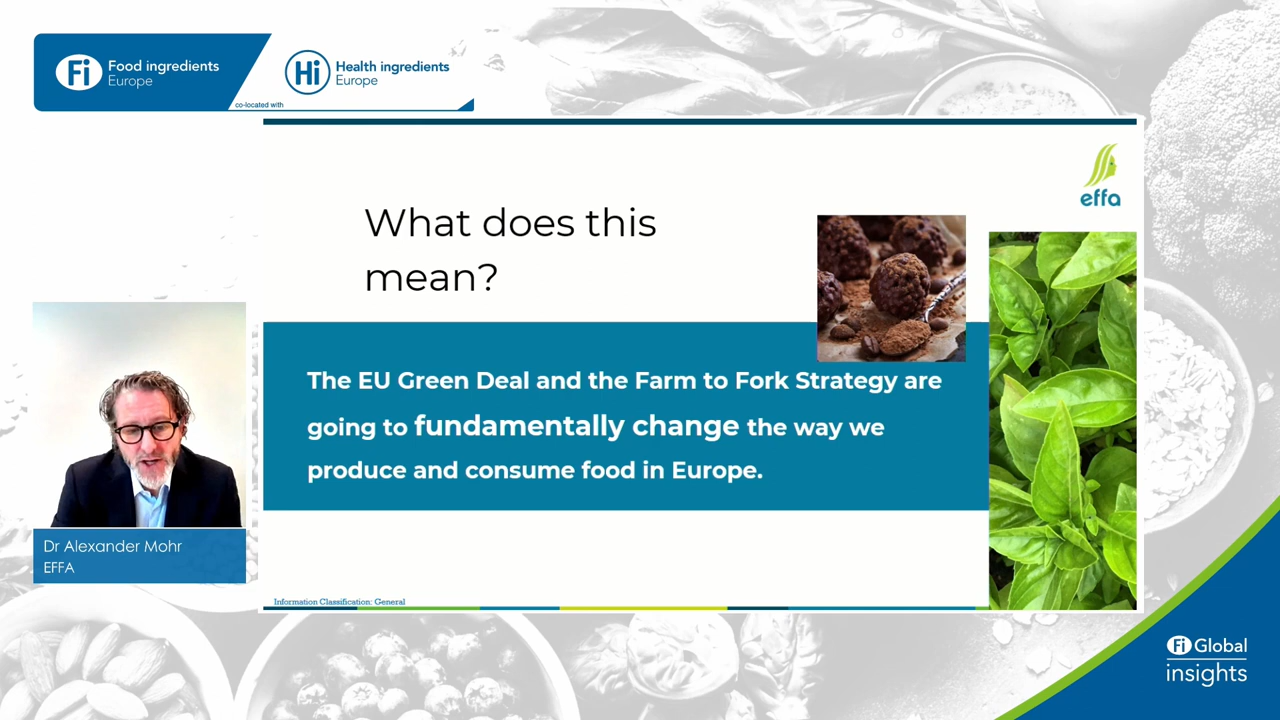 Fi
Food ingredients
Europe
Hi
Health ingredients
Europe
co-located with
effa
What does this
mean?
The EU Green Deal and the Farm to Fork Strategy are
going to fundamentally change the way we
produce and consume food in Europe.
Dr Alexander Mohr
EFFA
Information Classification: General
Fi Global
insights